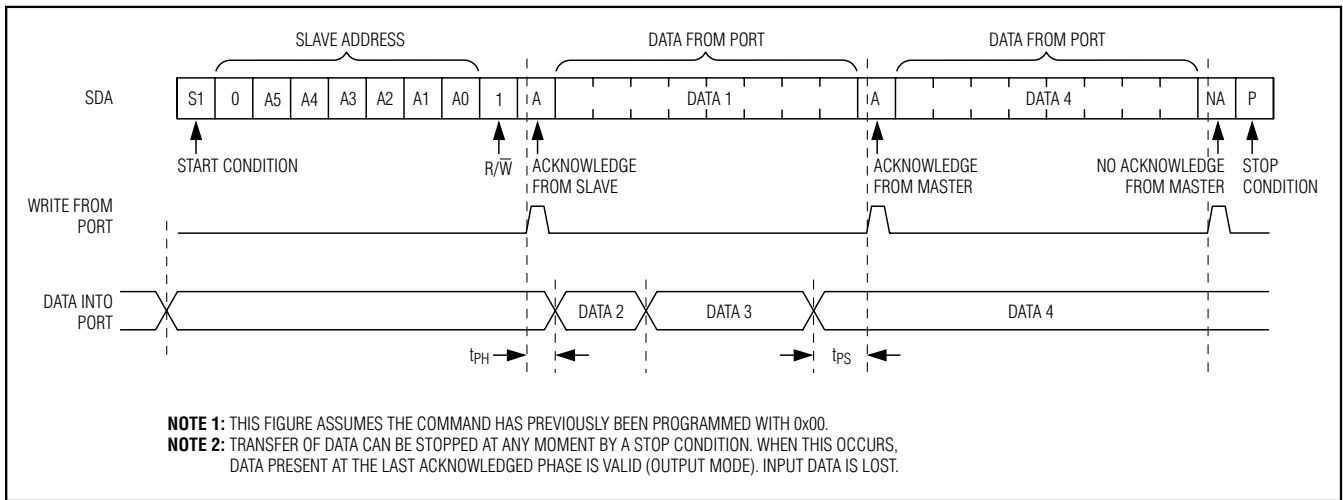 SLAVE ADDRESS DATA FROM PORT DATA FROM PORT
SDA S1 0 A5 A4 A3 A2 A1 A0 1 A DATA 1 A DATA 4 NA P
START CONDITION R/W̅ ACKNOWLEDGE FROM SLAVE ACKNOWLEDGE FROM MASTER NO ACKNOWLEDGE FROM MASTER STOP CONDITION
WRITE FROM
PORT
DATA INTO
PORT
DATA 2 DATA 3 DATA 4
tPH tPS
NOTE 1: THIS FIGURE ASSUMES THE COMMAND HAS PREVIOUSLY BEEN PROGRAMMED WITH 0x00.
NOTE 2: TRANSFER OF DATA CAN BE STOPPED AT ANY MOMENT BY A STOP CONDITION. WHEN THIS OCCURS,
DATA PRESENT AT THE LAST ACKNOWLEDGED PHASE IS VALID (OUTPUT MODE). INPUT DATA IS LOST.